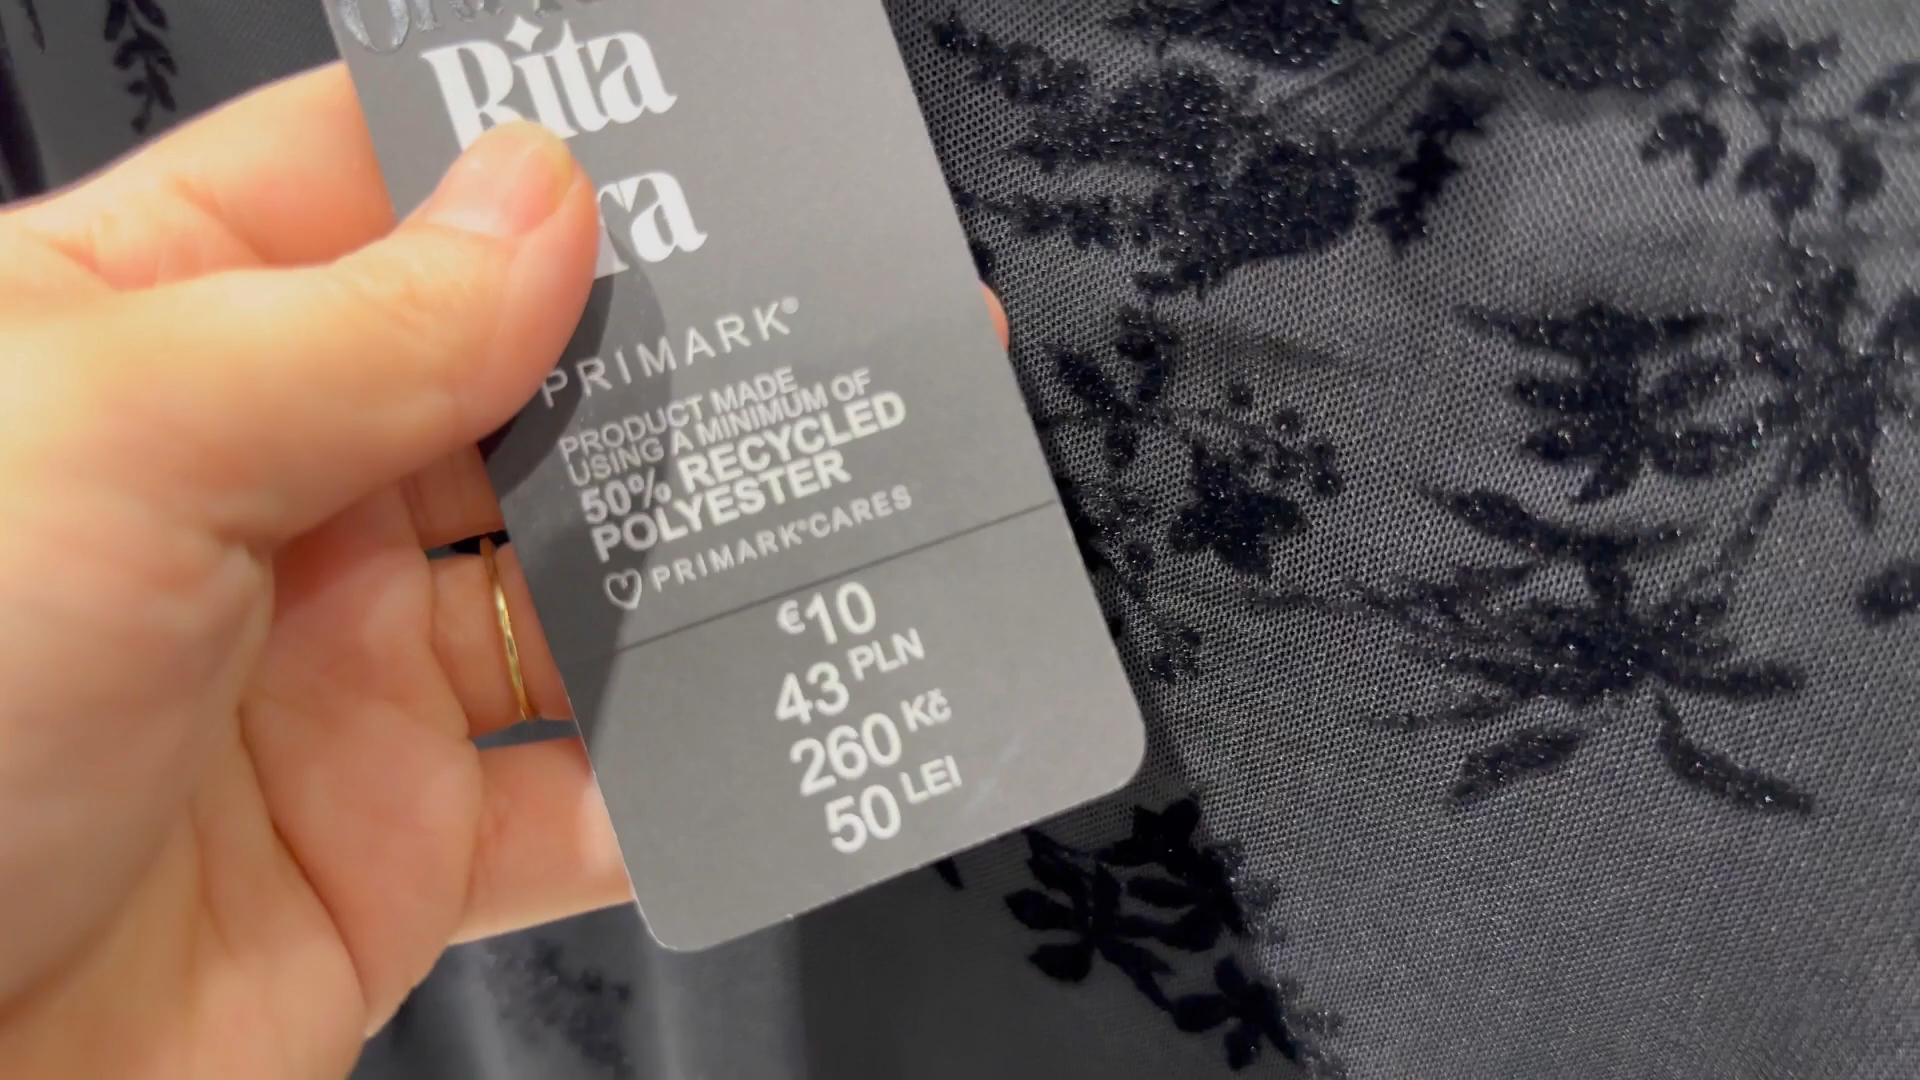 Rita
ra
PRIMARK®
PRODUCT MADE
USING A MINIMUM OF
50% RECYCLED
POLYESTER
PRIMARK®CARES
€10
43 PLN
260 Kč
50 LEI